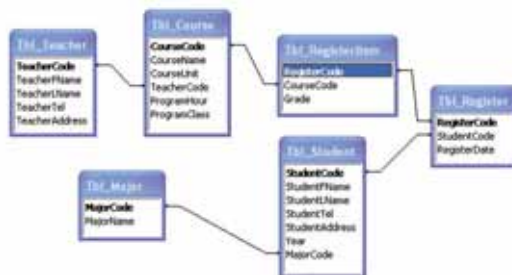 Tbl_Teacher
TeacherCode
TeacherFName
TeacherLName
TeacherTel
TeacherAddress
Tbl_Course
CourseCode
CourseName
CourseUnit
TeacherCode
ProgramHour
ProgramClass
Tbl_RegisterItem
RegisterCode
CourseCode
Grade
Tbl_Register
RegisterCode
StudentCode
RegisterDate
Tbl_Student
StudentCode
StudentFName
StudentLName
StudentTel
StudentAddress
Year
MajorCode
Tbl_Major
MajorCode
MajorName